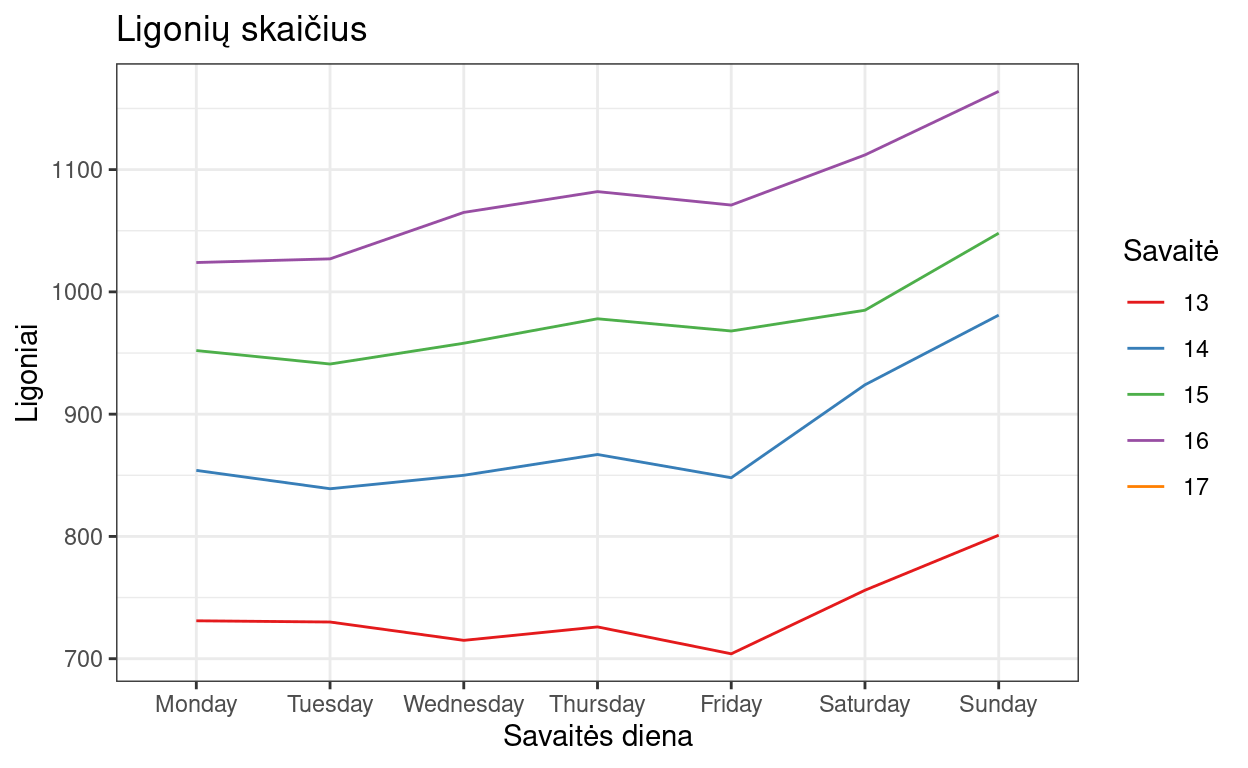 Ligonių skaičius
Ligoniai
1100
1000
900
800
700
Monday Tuesday Wednesday Thursday Friday Saturday Sunday
Savaitės diena
Savaitė
13
14
15
16
17